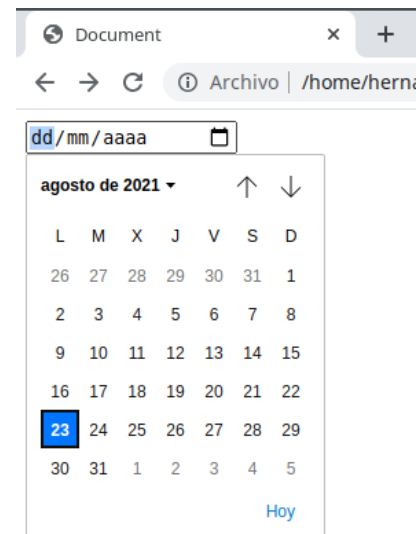 Document
Archivo /home/herna
dd/mm/aaaa
agosto de 2021
L M X J V S D
26 27 28 29 30 31 1
2 3 4 5 6 7 8
9 10 11 12 13 14 15
16 17 18 19 20 21 22
23 24 25 26 27 28 29
30 31 1 2 3 4 5
Hoy